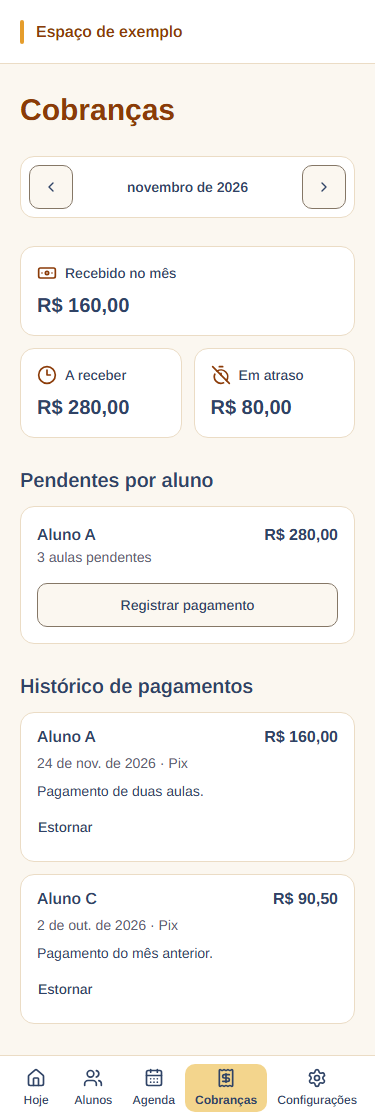 Espaço de exemplo
Cobranças
novembro de 2026
Recebido no mês
R$ 160,00
A receber
R$ 280,00
Em atraso
R$ 80,00
Pendentes por aluno
Aluno A R$ 280,00
3 aulas pendentes
Registrar pagamento
Histórico de pagamentos
Aluno A R$ 160,00
24 de nov. de 2026 · Pix
Pagamento de duas aulas.
Estornar
Aluno C R$ 90,50
2 de out. de 2026 · Pix
Pagamento do mês anterior.
Estornar
Hoje Alunos Agenda Cobranças Configurações